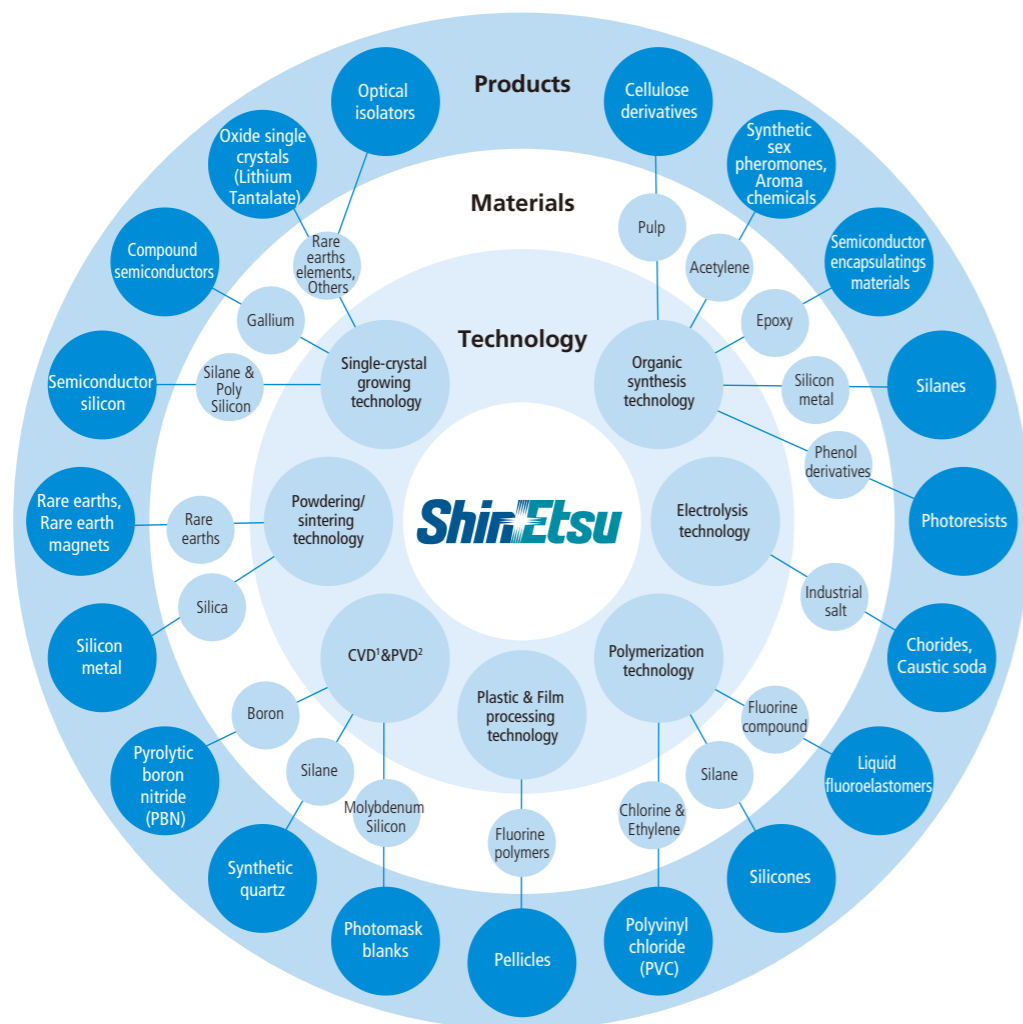 Products
Materials
Technology
ShinEtsu
Optical
isolators
Oxide single
crystals
(Lithium
Tantalate)
Rare
earths
elements,
Others
Compound
semiconductors
Gallium
Semiconductor
silicon
Silane &
Poly
Silicon
Single-crystal
growing
technology
Rare earths,
Rare earth
magnets
Rare
earths
Powdering/
sintering
technology
Silicon
metal
Silica
Pyrolytic
boron
nitride
(PBN)
Boron
CVD¹&PVD²
Synthetic
quartz
Silane
Photomask
blanks
Molybdenum
Silicon
Pellicles
Fluorine
polymers
Plastic & Film
processing
technology
Polyvinyl
chloride
(PVC)
Chlorine &
Ethylene
Silicones
Silane
Liquid
fluoroelastomers
Fluorine
compound
Polymerization
technology
Chorides,
Caustic soda
Industrial
salt
Electrolysis
technology
Photoresists
Phenol
derivatives
Silanes
Silicon
metal
Semiconductor
encapsulatings
materials
Epoxy
Synthetic
sex
pheromones,
Aroma
chemicals
Acetylene
Cellulose
derivatives
Pulp
Organic
synthesis
technology